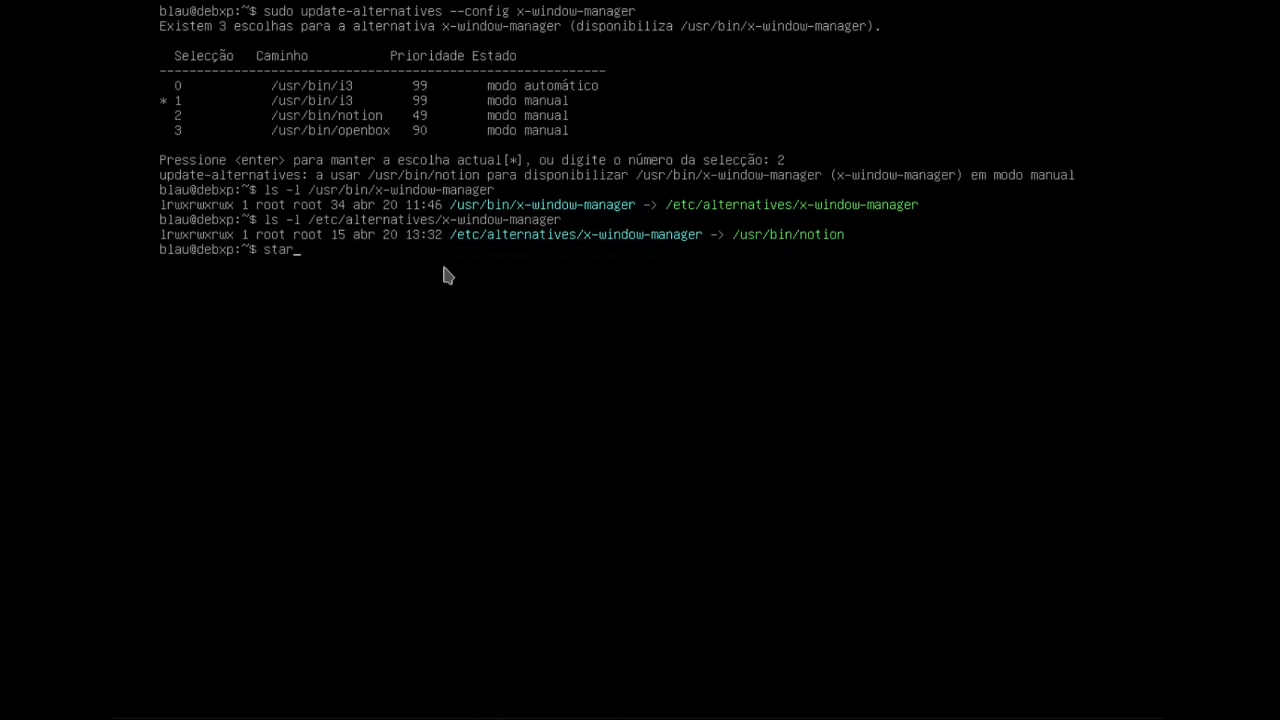 blau@debxp:~$ sudo update-alternatives --config x-window-manager
Existem 3 escolhas para a alternativa x-window-manager (disponibiliza /usr/bin/x-window-manager).
Selecção Caminho Prioridade Estado
------------------------------------------------------------
0 /usr/bin/i3 99 modo automático
* 1 /usr/bin/i3 99 modo manual
2 /usr/bin/notion 49 modo manual
3 /usr/bin/openbox 90 modo manual
Pressione <enter> para manter a escolha actual[*], ou digite o número da selecção: 2
update-alternatives: a usar /usr/bin/notion para disponibilizar /usr/bin/x-window-manager (x-window-manager) em modo manual
blau@debxp:~$ ls -l /usr/bin/x-window-manager
lrwxrwxrwx 1 root root 34 abr 20 11:46 /usr/bin/x-window-manager -> /etc/alternatives/x-window-manager
blau@debxp:~$ ls -l /etc/alternatives/x-window-manager
lrwxrwxrwx 1 root root 15 abr 20 13:32 /etc/alternatives/x-window-manager -> /usr/bin/notion
blau@debxp:~$ star_